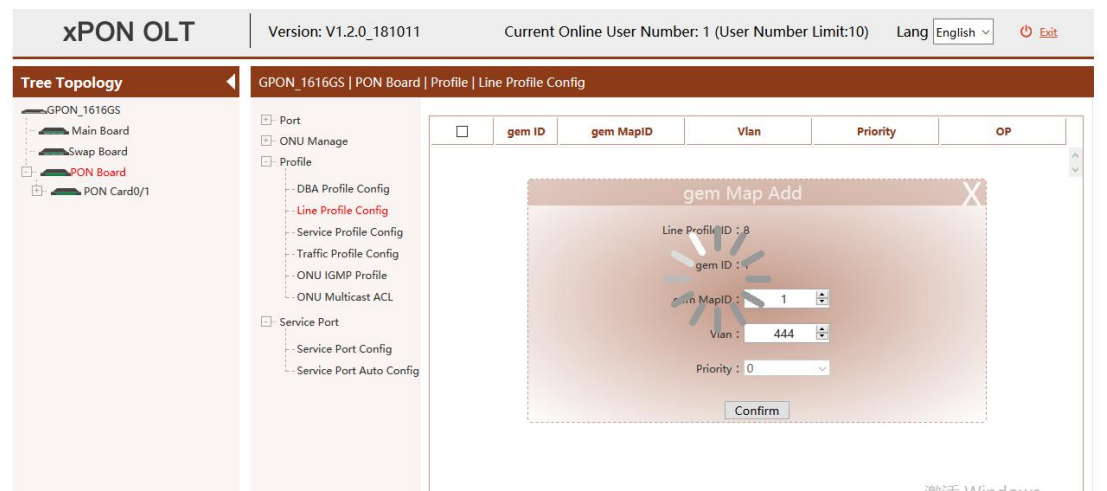 xPON OLT
Version: V1.2.0_181011
Current Online User Number: 1 (User Number Limit:10)
Lang English
Exit
Tree Topology
GPON_1616GS | PON Board | Profile | Line Profile Config
GPON_1616GS
Main Board
Swap Board
PON Board
PON Card0/1
Port
ONU Manage
Profile
DBA Profile Config
Line Profile Config
Service Profile Config
Traffic Profile Config
ONU IGMP Profile
ONU Multicast ACL
Service Port
Service Port Config
Service Port Auto Config
gem ID gem MapID Vlan Priority OP
gem Map Add X
Line Profile ID : 8
gem ID :
gem MapID : 1
Vlan : 444
Priority : 0
Confirm